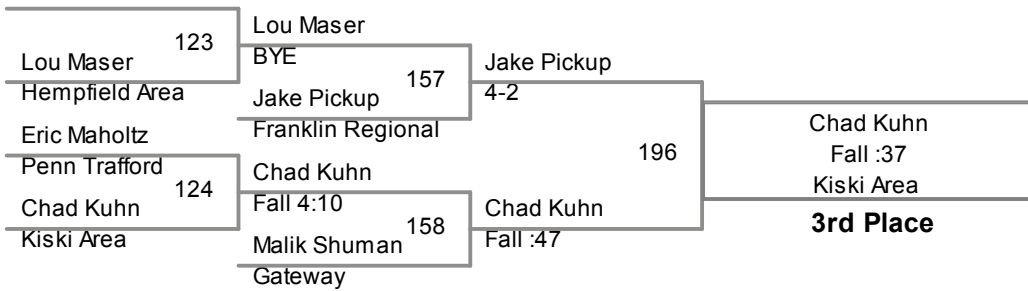 123
Lou Maser
Hempfield Area
Eric Maholtz
Penn Trafford
124
Chad Kuhn
Kiski Area
Lou Maser
BYE
157
Jake Pickup
Franklin Regional
Chad Kuhn
Fall 4:10
158
Malik Shuman
Gateway
Jake Pickup
4-2
196
Chad Kuhn
Fall :47
Chad Kuhn
Fall :37
Kiski Area
3rd Place